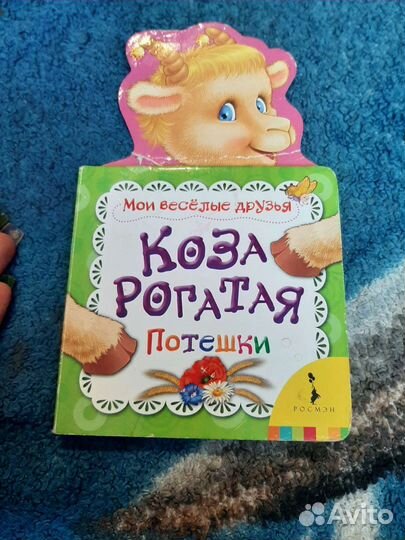 Мои весёлые друзья
Коза
рогатая
Потешки
РОСМЭН
Avito